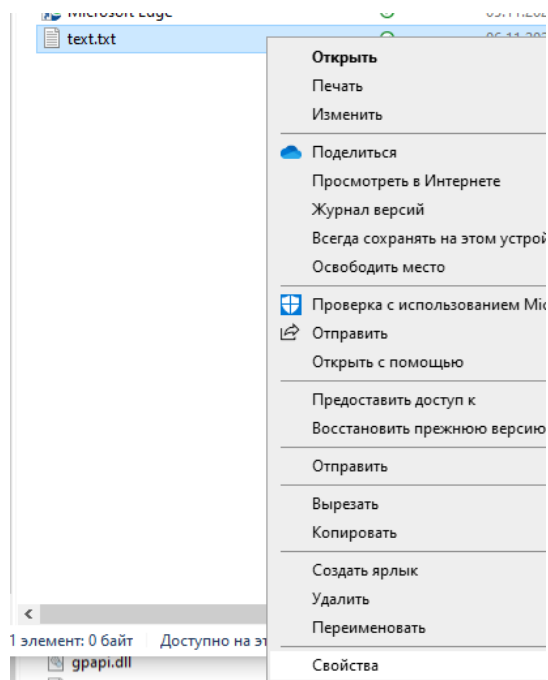 Microsoft Edge
text.txt
Открыть
Печать
Изменить
Поделиться
Просмотреть в Интернете
Журнал версий
Всегда сохранять на этом устрой
Освободить место
Проверка с использованием Mic
Отправить
Открыть с помощью
Предоставить доступ к
Восстановить прежнюю версию
Отправить
Вырезать
Копировать
Создать ярлык
Удалить
Переименовать
1 элемент: 0 байт Доступно на эт
gpapi.dll
Свойства